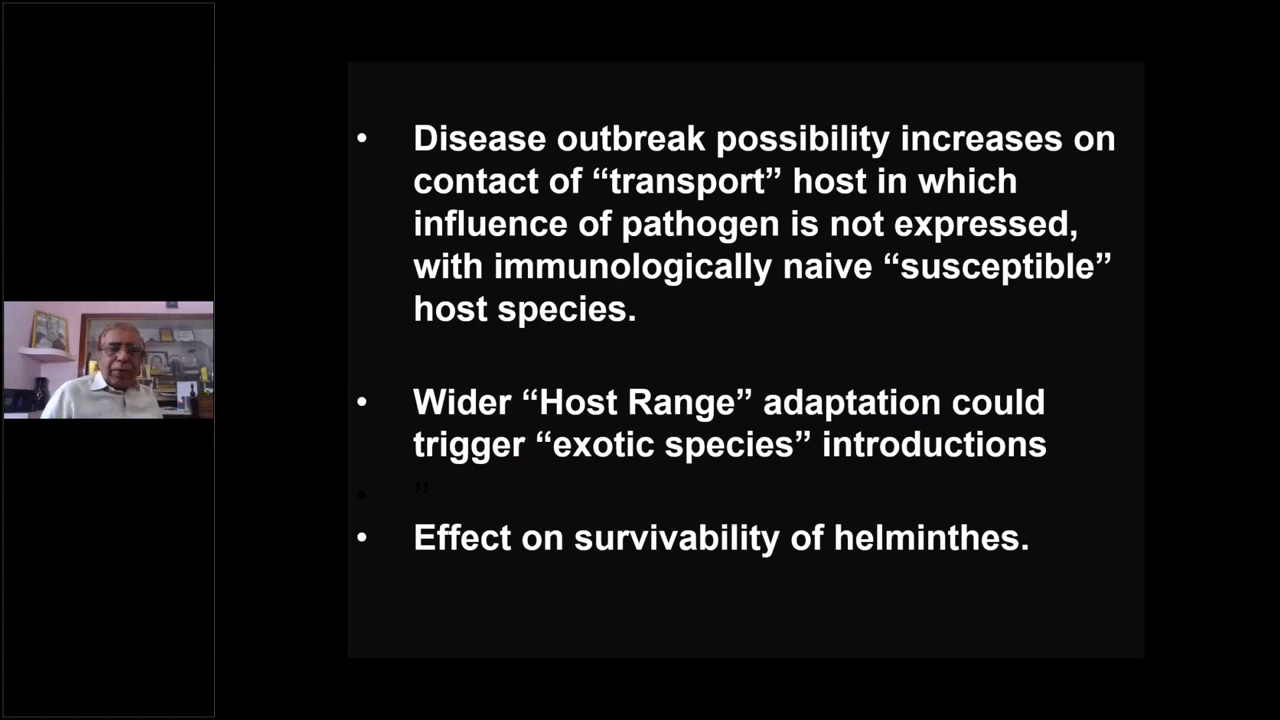 • Disease outbreak possibility increases on
contact of “transport” host in which
influence of pathogen is not expressed,
with immunologically naive “susceptible”
host species.
• Wider “Host Range” adaptation could
trigger “exotic species” introductions
• ”
• Effect on survivability of helminthes.